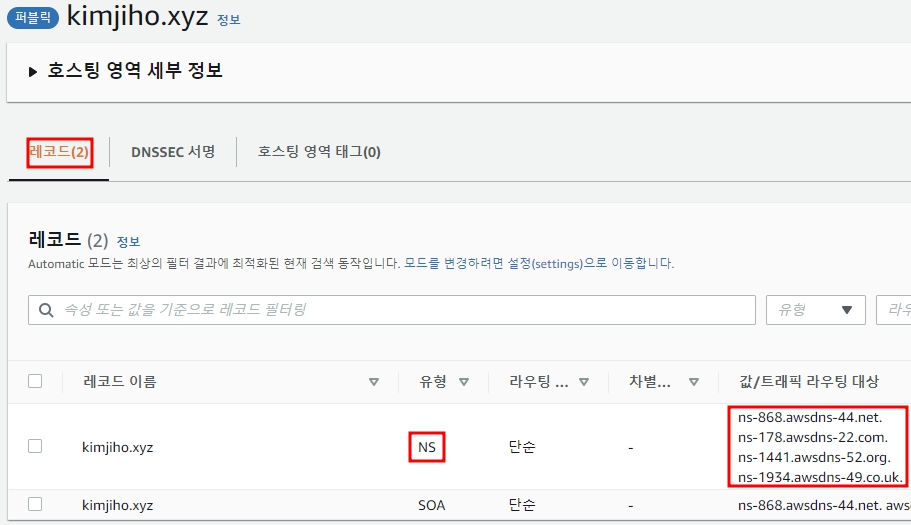 퍼블릭 kimjiho.xyz 정보
▶ 호스팅 영역 세부 정보
레코드(2) DNSSEC 서명 호스팅 영역 태그(0)
레코드 (2) 정보
Automatic 모드는 최상의 필터 결과에 최적화된 현재 검색 동작입니다. 모드를 변경하려면 설정(settings)으로 이동합니다.
속성 또는 값을 기준으로 레코드 필터링 유형 라우
레코드 이름 유형 라우팅 ... 차별... 값/트래픽 라우팅 대상
kimjiho.xyz NS 단순 -
ns-868.awsdns-44.net.
ns-178.awsdns-22.com.
ns-1441.awsdns-52.org.
ns-1934.awsdns-49.co.uk.
kimjiho.xyz SOA 단순 - ns-868.awsdns-44.net. aws